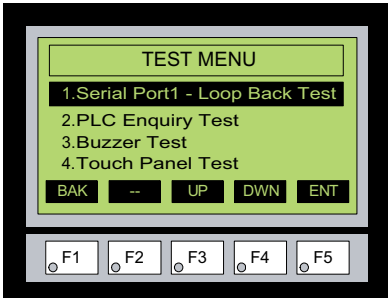 TEST MENU
1.Serial Port1 - Loop Back Test
2.PLC Enquiry Test
3.Buzzer Test
4.Touch Panel Test
BAK -- UP DWN ENT
F1 F2 F3 F4 F5